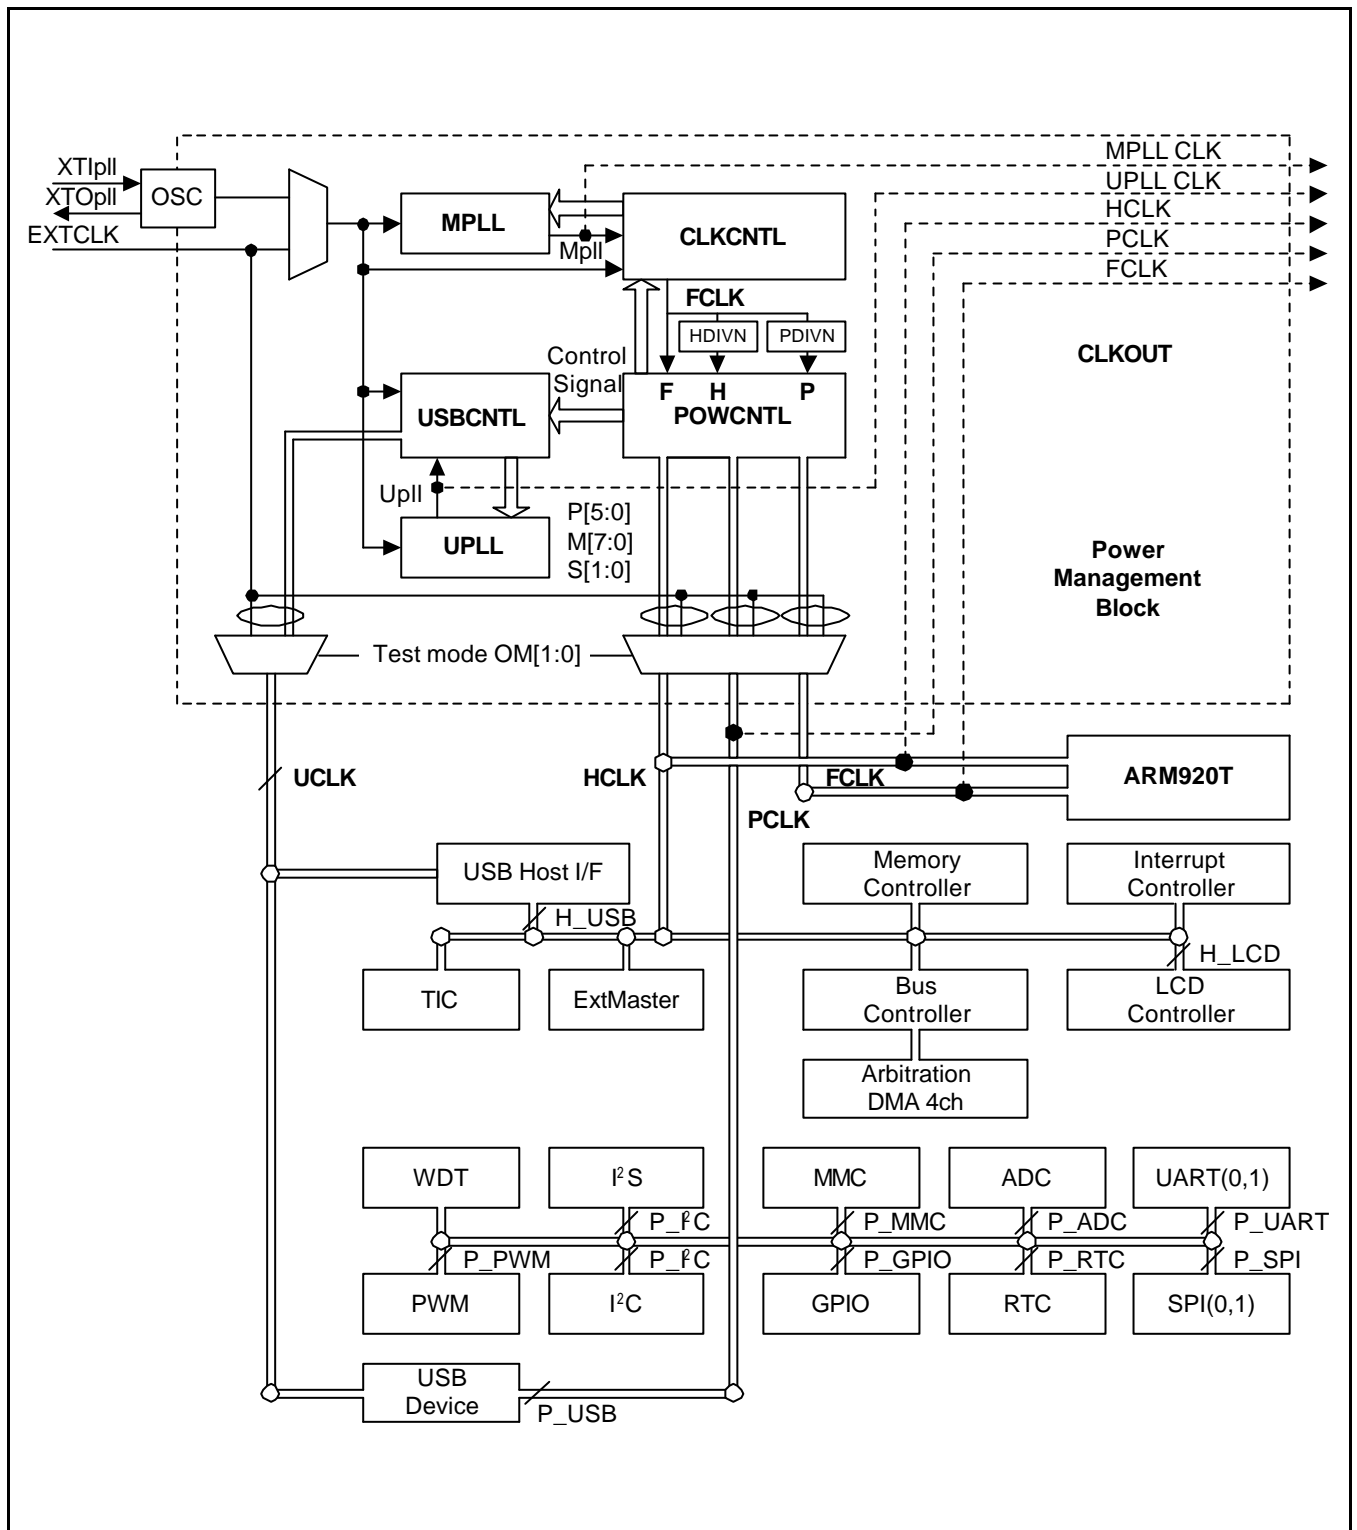 XTIpll
XTOpll
EXTCLK
OSC
MPLL
Mpll
CLKCNTL
MPLL CLK
UPLL CLK
HCLK
PCLK
FCLK
FCLK
HDIVN
PDIVN
CLKOUT
Control
Signal
F H P
POWCNTL
USBCNTL
Upll
UPLL
P[5:0]
M[7:0]
S[1:0]
Power
Management
Block
Test mode OM[1:0]
UCLK
HCLK
FCLK
PCLK
ARM920T
USB Host I/F
H_USB
Memory
Controller
Interrupt
Controller
H_LCD
TIC
ExtMaster
Bus
Controller
LCD
Controller
Arbitration
DMA 4ch
WDT
I²S
MMC
ADC
UART(0,1)
P_I²C
P_MMC
P_ADC
P_UART
P_PWM
P_I²C
P_GPIO
P_RTC
P_SPI
PWM
I²C
GPIO
RTC
SPI(0,1)
USB
Device
P_USB